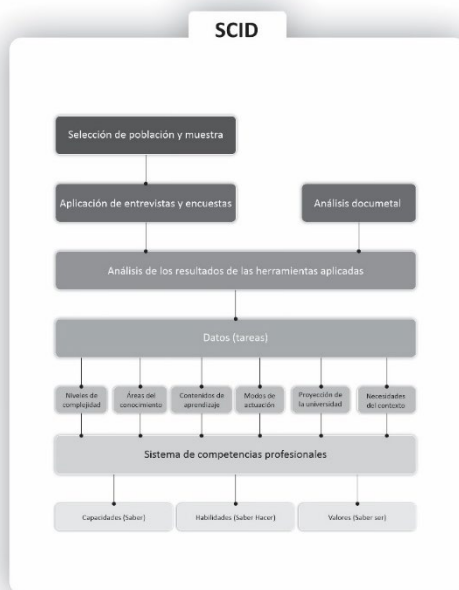 SCID
Selección de población y muestra
Aplicación de entrevistas y encuestas
Análisis documetal
Análisis de los resultados de las herramientas aplicadas
Datos (tareas)
Niveles de
complejidad
Áreas del
conocimiento
Contenidos de
aprendizaje
Modos de
actuación
Proyección de
la universidad
Necesidades
del contexto
Sistema de competencias profesionales
Capacidades (Saber)
Habilidades (Saber Hacer)
Valores (Saber ser)